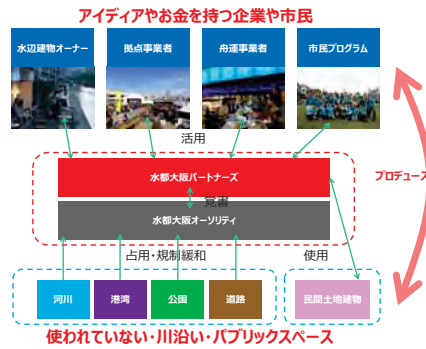 アイディアやお金を持つ企業や市民
水辺建物オーナー
拠点事業者
舟運事業者
市民プログラム
活用
プロデュース
水都大阪パートナーズ
覚書
水都大阪オーソリティ
占用・規制緩和
使用
河川
港湾
公園
道路
民間土地建物
使われていない・川沿い・パブリックスペース